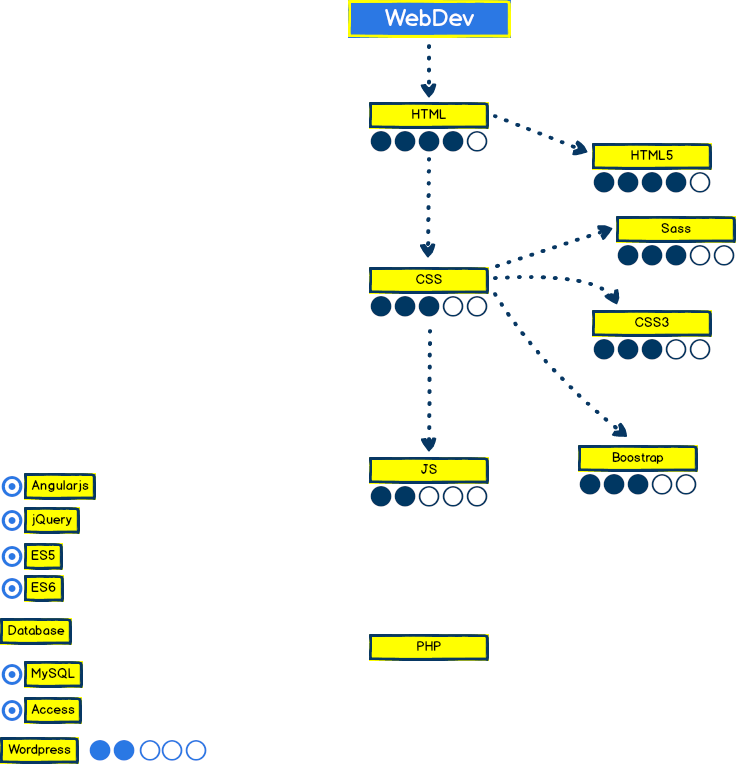 WebDev
HTML
HTML5
Sass
CSS
CSS3
Boostrap
JS
Angularjs
jQuery
ES5
ES6
Database
PHP
MySQL
Access
Wordpress